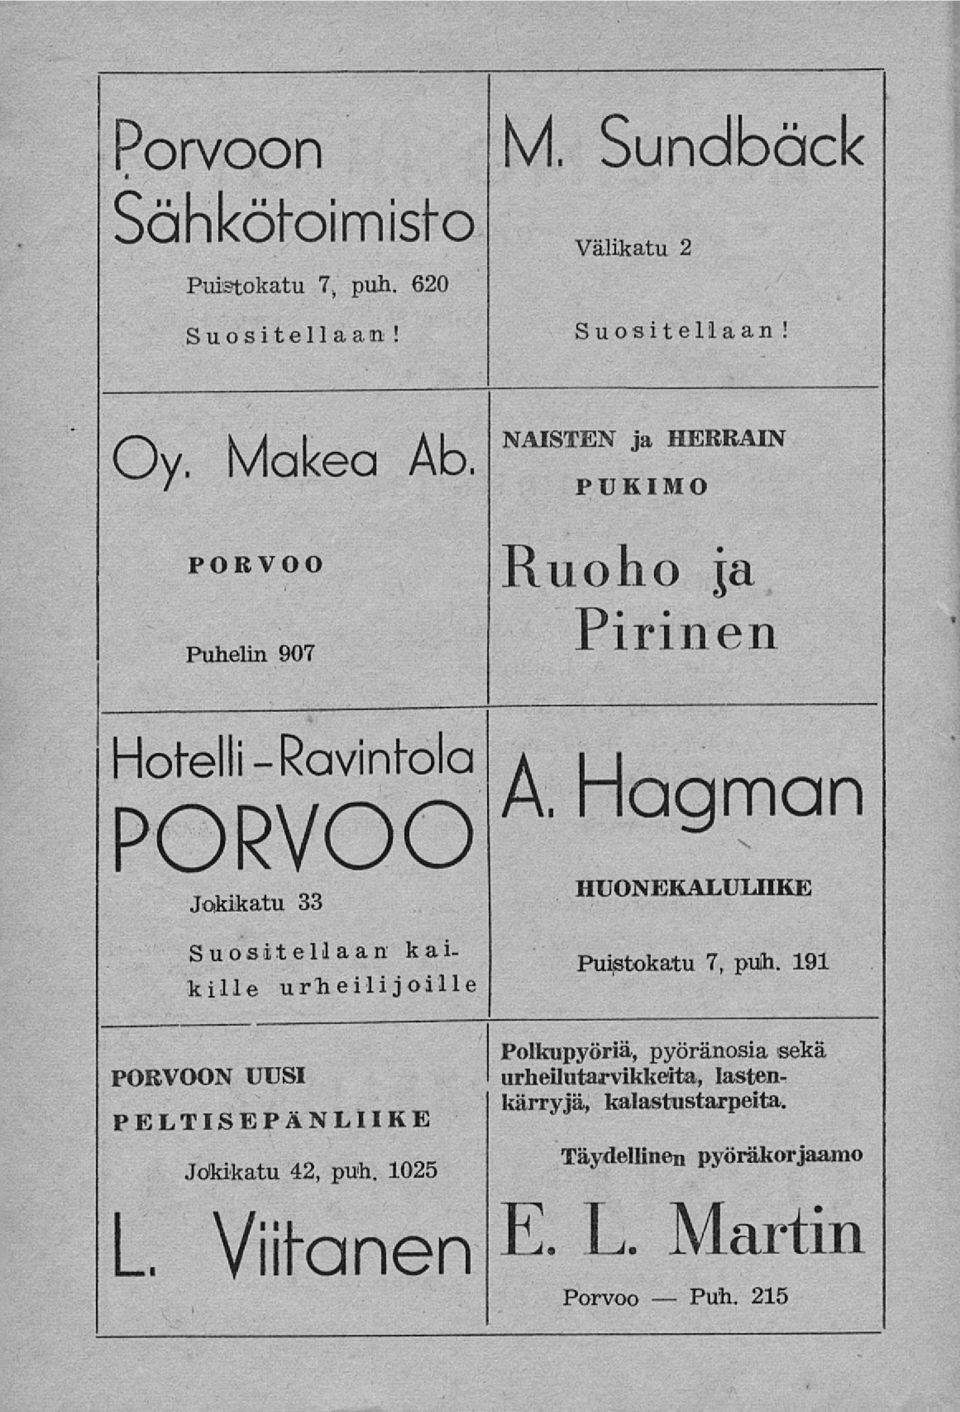 Porvoon
Sähkötoimisto
Puistokatu 7, puh. 620
Suositellaan!
M. Sundbäck
Välikatu 2
Suositellaan!
Oy. Makea Ab.
PORVOO
Puhelin 907
NAISTEN ja HERRAIN
PUKIMO
Ruoho ja
Pirinen
Hotelli-Ravintola
PORVOO
Jokikatu 33
Suositellaan kai-
kille urheilijoille
A. Hagman
HUONEKALULIIKE
Puistokatu 7, puh. 191
PORVOON UUSI
PELTISEPÄNLIIKE
Jokikatu 42, puh. 1025
L. Viitanen
Polkupyöriä, pyöränosia sekä
urheilutarvikkeita, lasten-
kärryjä, kalastustarpeita.
Täydellinen pyöräkorjaamo
E. L. Martin
Porvoo — Puh. 215